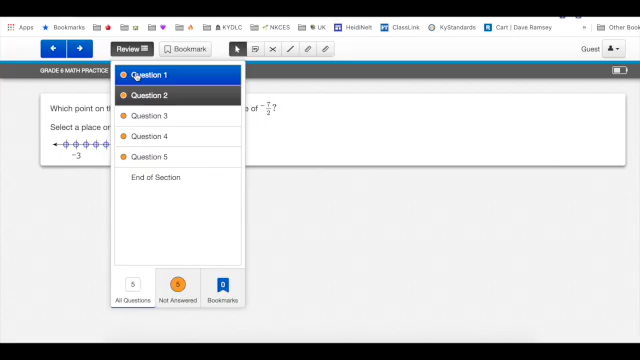 Apps Bookmarks KYDLC NKCES UK HeidiNeltner ClassLink KyStandards Cart | Dave Ramsey Other Book
Review Bookmark Guest
GRADE 6 MATH PRACTICE
Question 1
Question 2
Question 3
Question 4
Question 5
End of Section
Which point on th e of −7/2?
Select a place or
−3
5 5 0
All Questions Not Answered Bookmarks